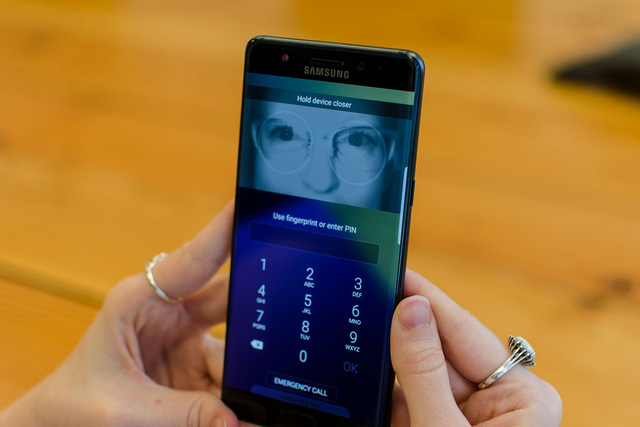 SAMSUNG
Hold device closer
Use fingerprint or enter PIN
1 2 ABC 3 DEF
4 GHI 5 JKL 6 MNO
7 PQRS 8 TUV 9 WXYZ
0 OK
EMERGENCY CALL